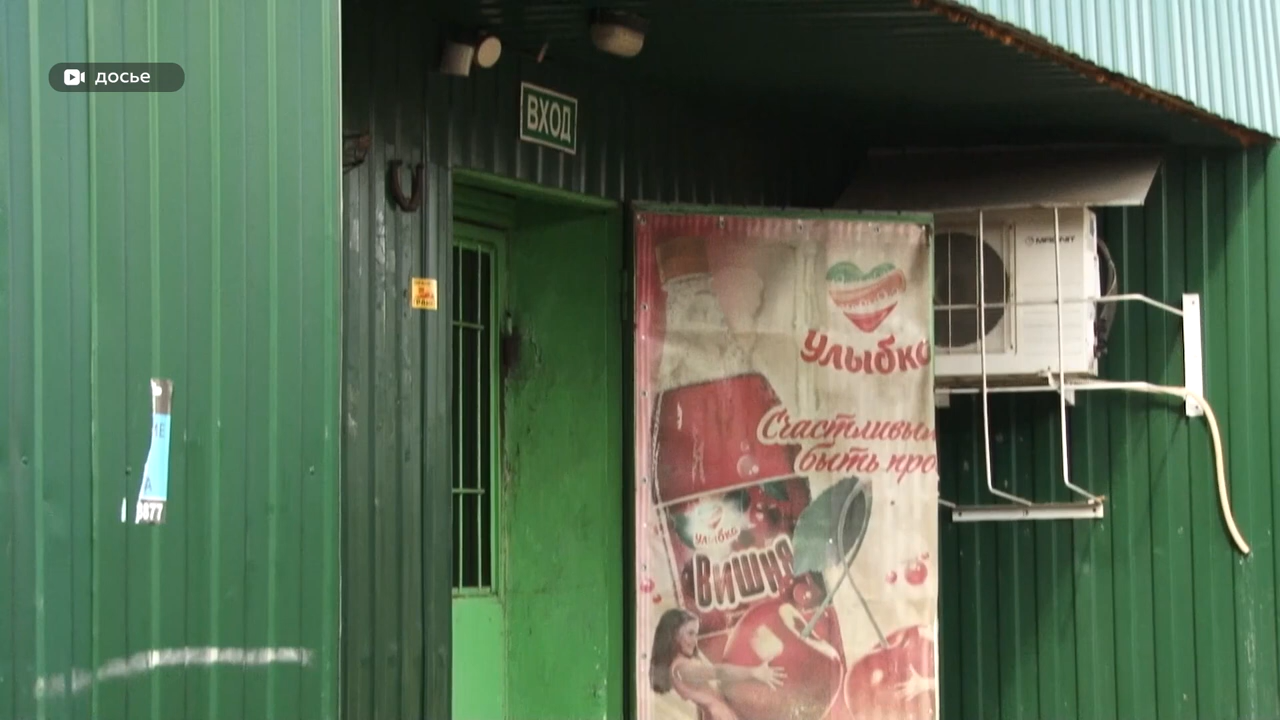 досье
ВХОД
Улыбка
Счастливым
быть про
Улыбка
Вишня